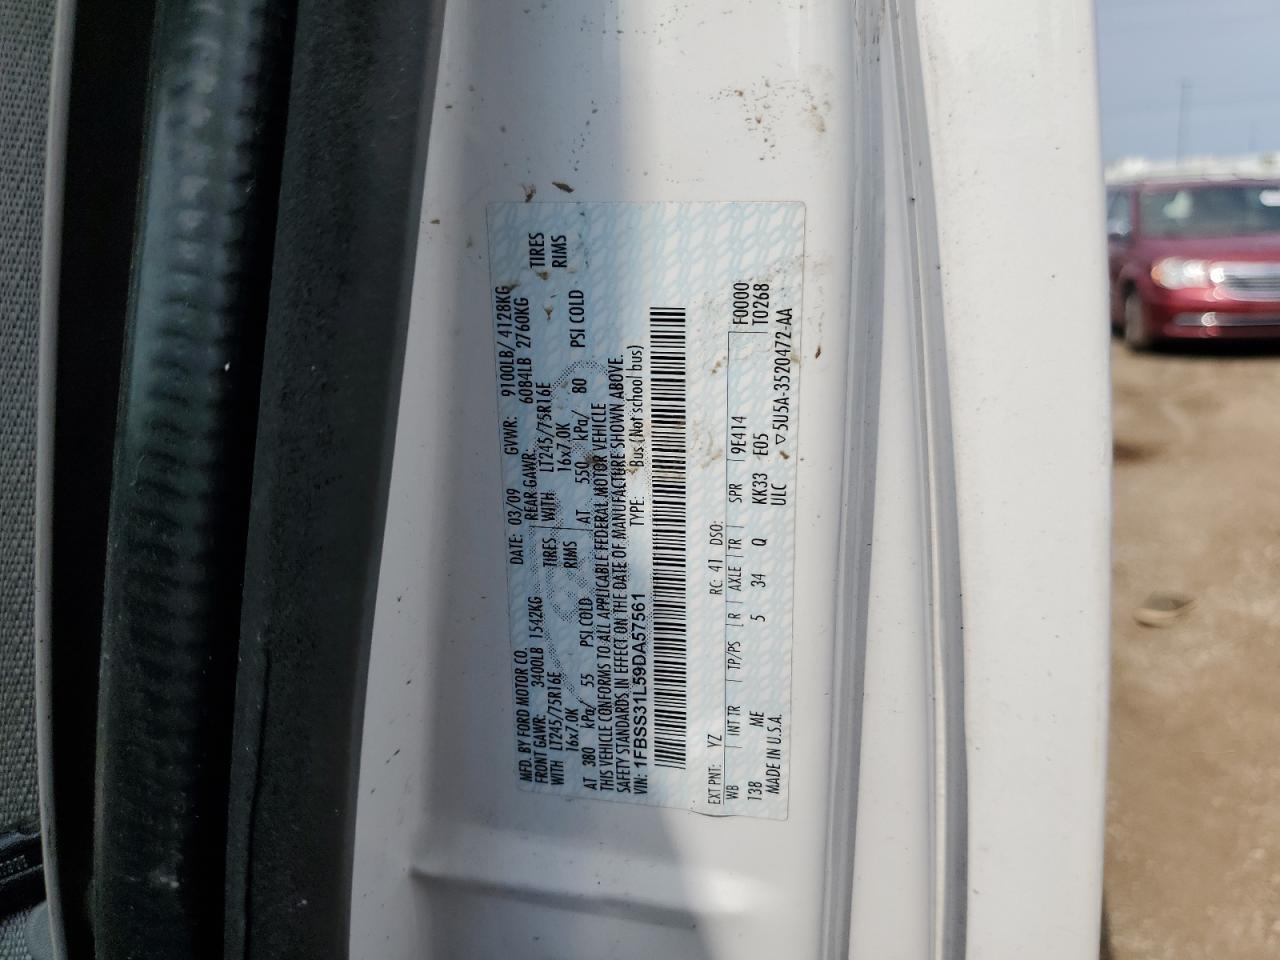 MFD. BY FORD MOTOR CO.
DATE: 03/09 GVWR: 9100LB/ 4128KG
FRONT GAWR: 3400LB 1542KG REAR GAWR: 6084LB 2760KG
WITH LT245/75R16E TIRES WITH LT245/75R16E TIRES
16x7.0K RIMS 16x7.0K RIMS
AT 380 kPa/ 55 PSI COLD AT 550 kPa/ 80 PSI COLD
THIS VEHICLE CONFORMS TO ALL APPLICABLE FEDERAL MOTOR VEHICLE
SAFETY STANDARDS IN EFFECT ON THE DATE OF MANUFACTURE SHOWN ABOVE.
VIN: 1FBSS31L59DA57561 TYPE: Bus (Not school bus)
EXT PNT: YZ RC: 41 DSO: F0000
WB INT TR TP/PS R AXLE TR SPR 9E414 T0268
138 ME 5 34 Q KK33 E05
MADE IN U.S.A. ULC ▽5U5A-3520472-AA